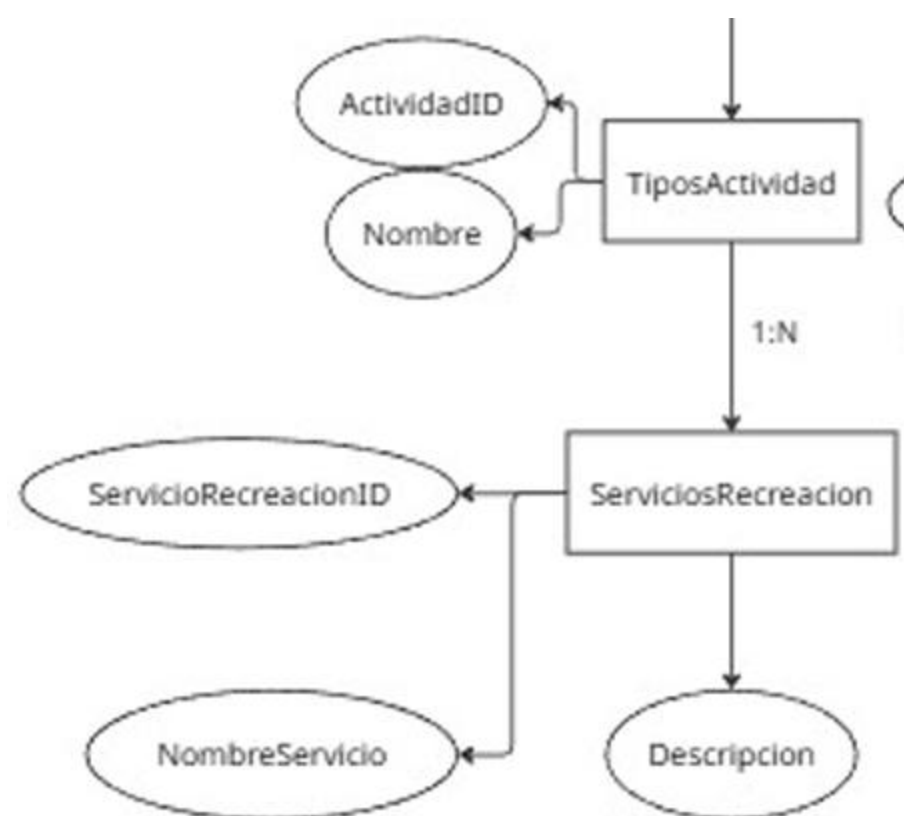 ActividadID
TiposActividad
Nombre
1:N
ServicioRecreacionID
ServiciosRecreacion
NombreServicio
Descripcion